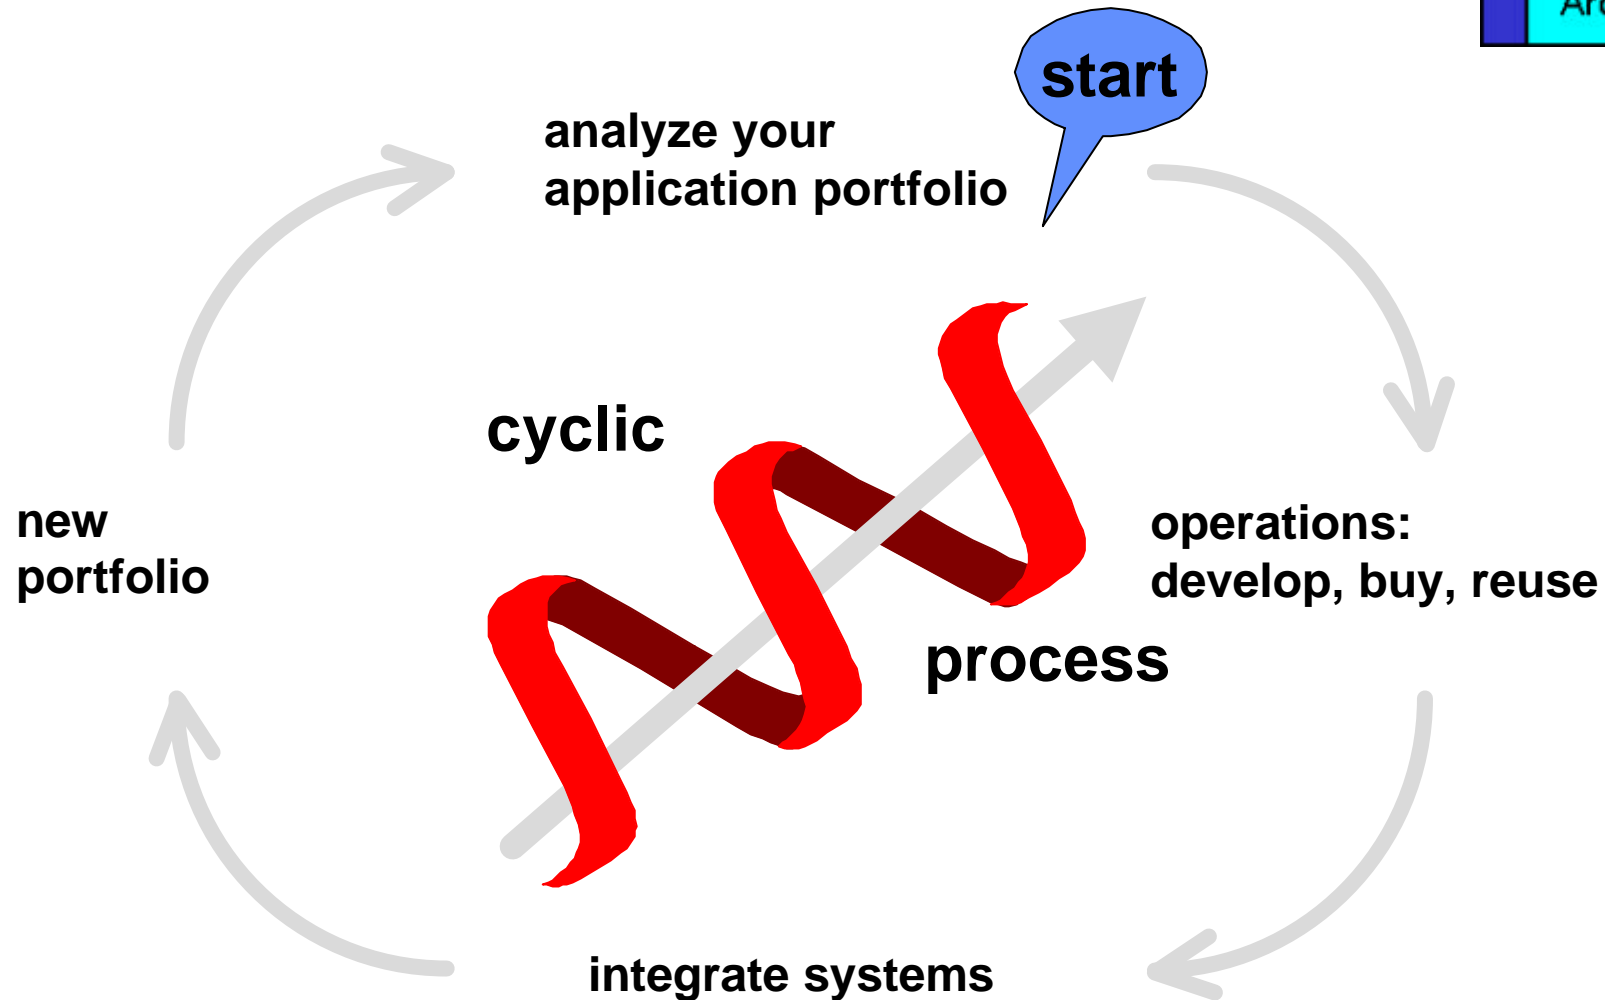 start
analyze your
application portfolio
cyclic
new
portfolio
operations:
develop, buy, reuse
process
integrate systems